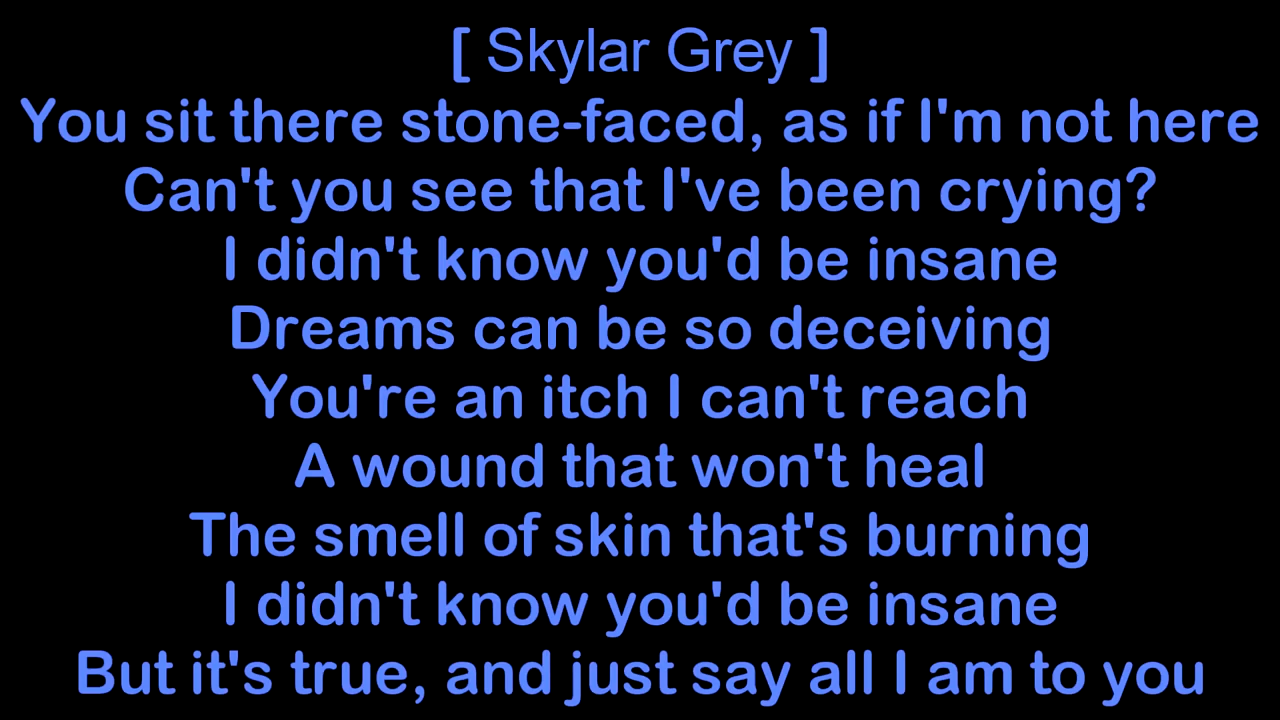 [ Skylar Grey ]
You sit there stone-faced, as if I'm not here
Can't you see that I've been crying?
I didn't know you'd be insane
Dreams can be so deceiving
You're an itch I can't reach
A wound that won't heal
The smell of skin that's burning
I didn't know you'd be insane
But it's true, and just say all I am to you